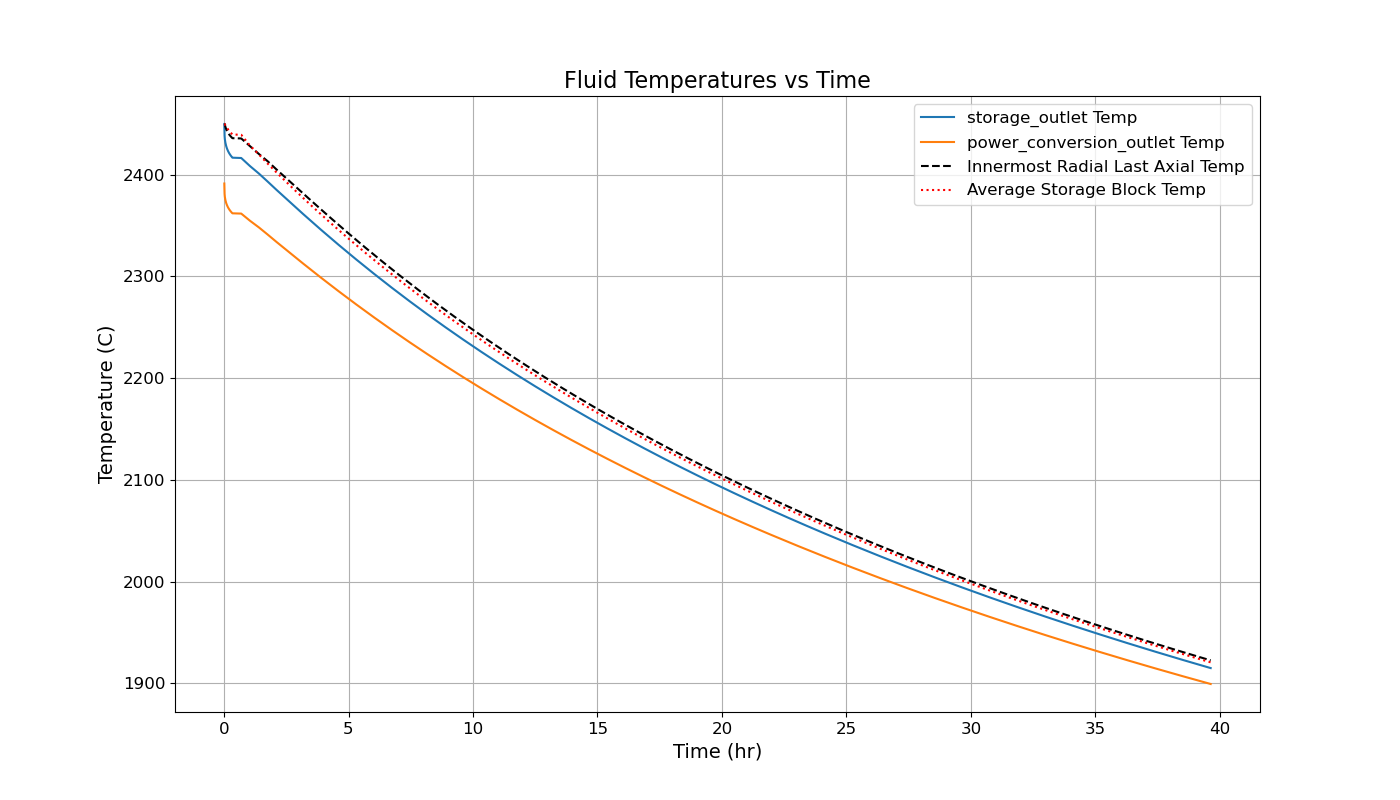 Fluid Temperatures vs Time
storage_outlet Temp
power_conversion_outlet Temp
Innermost Radial Last Axial Temp
Average Storage Block Temp
Temperature (C)
2400
2300
2200
2100
2000
1900
0 5 10 15 20 25 30 35 40
Time (hr)